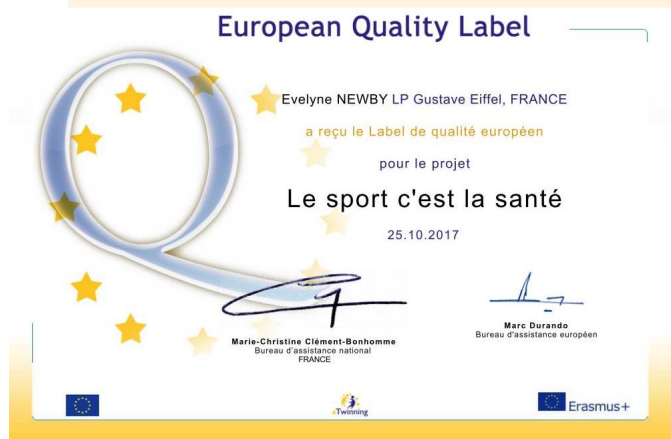 European Quality Label
Evelyne NEWBY LP Gustave Eiffel, FRANCE
a reçu le Label de qualité européen
pour le projet
Le sport c'est la santé
25.10.2017
Marie-Christine Clément-Bonhomme
Bureau d'assistance national
FRANCE
Marc Durando
Bureau d'assistance européen
eTwinning
Erasmus+